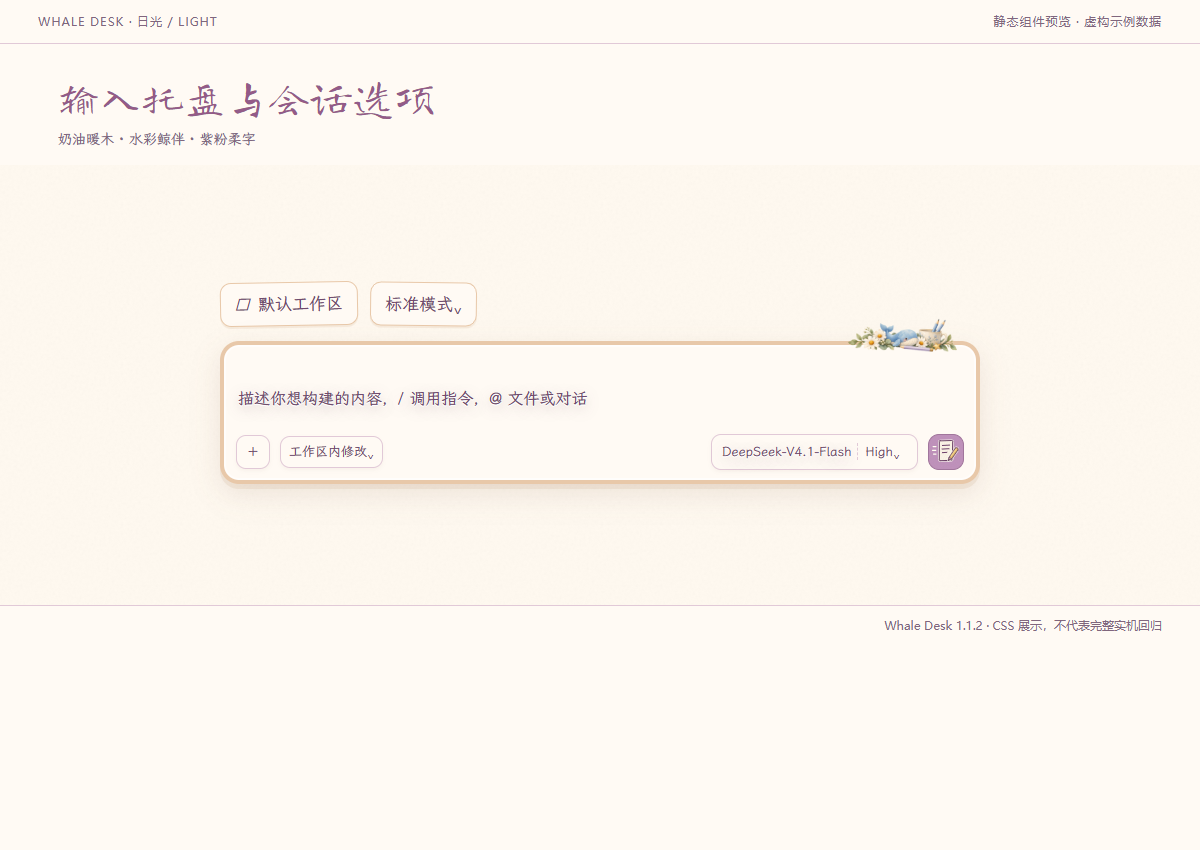 WHALE DESK · 日光 / LIGHT
静态组件预览 · 虚构示例数据
输入托盘与会话选项
奶油暖木 · 水彩鲸伴 · 紫粉柔字
默认工作区
标准模式
描述你想构建的内容，/ 调用指令，@ 文件或对话
+ 工作区内修改
DeepSeek-V4.1-Flash High
Whale Desk 1.1.2 · CSS 展示，不代表完整实机回归